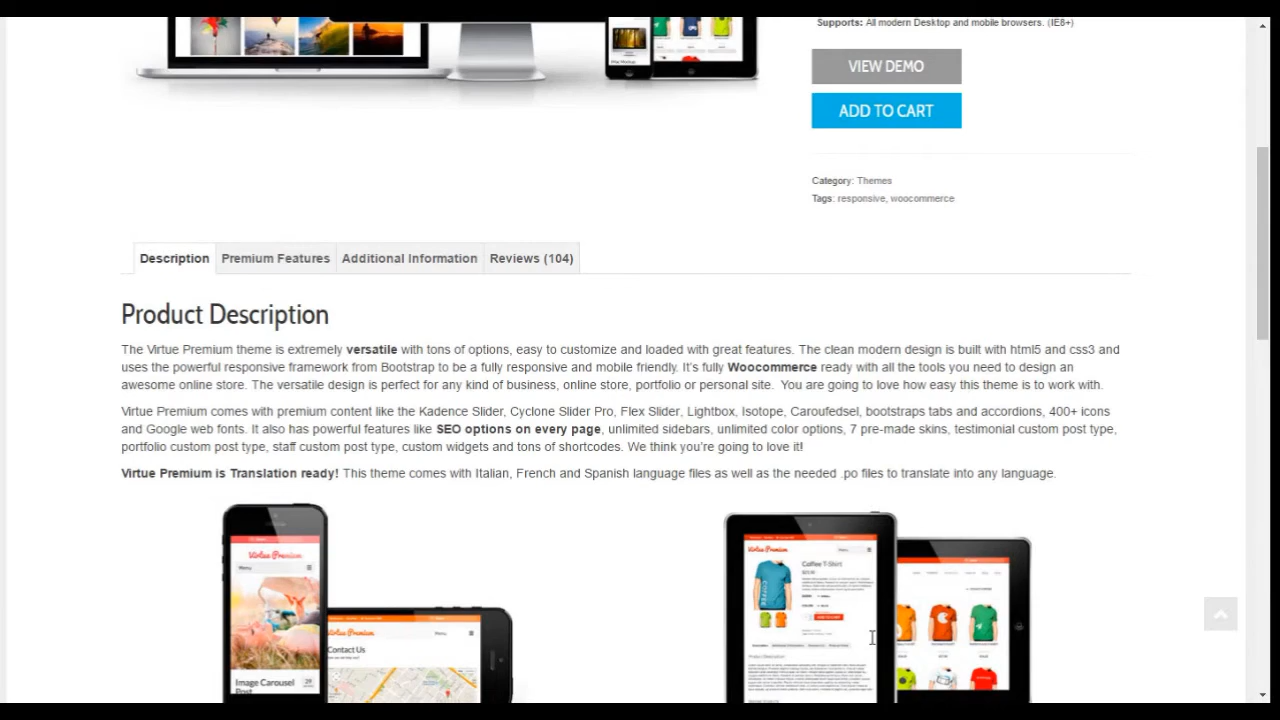 Supports: All modern Desktop and mobile browsers. (IE8+)
VIEW DEMO
ADD TO CART
Category: Themes
Tags: responsive, woocommerce
Description
Premium Features
Additional Information
Reviews (104)
Product Description
The Virtue Premium theme is extremely versatile with tons of options, easy to customize and loaded with great features. The clean modern design is built with html5 and css3 and
uses the powerful responsive framework from Bootstrap to be a fully responsive and mobile friendly. It's fully Woocommerce ready with all the tools you need to design an
awesome online store. The versatile design is perfect for any kind of business, online store, portfolio or personal site. You are going to love how easy this theme is to work with.
Virtue Premium comes with premium content like the Kadence Slider, Cyclone Slider Pro, Flex Slider, Lightbox, Isotope, Caroufedsel, bootstraps tabs and accordions, 400+ icons
and Google web fonts. It also has powerful features like SEO options on every page, unlimited sidebars, unlimited color options, 7 pre-made skins, testimonial custom post type,
portfolio custom post type, staff custom post type, custom widgets and tons of shortcodes. We think you're going to love it!
Virtue Premium is Translation ready! This theme comes with Italian, French and Spanish language files as well as the needed .po files to translate into any language.
Virtue Premium
Menu
Image Carousel
Post
Virtue Premium
Menu
Contact Us
Virtue Premium
Menu
Coffee T-Shirt
ADD TO CART